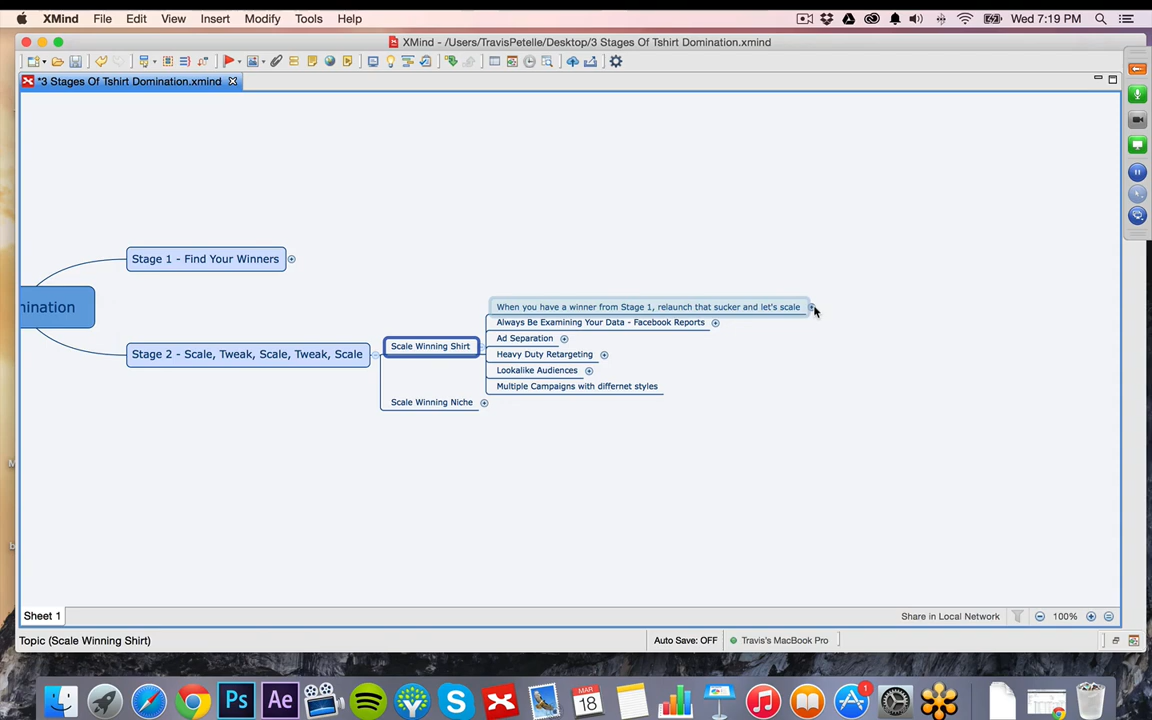 XMind File Edit View Insert Modify Tools Help
Wed 7:19 PM
XMind - /Users/TravisPetelle/Desktop/3 Stages Of Tshirt Domination.xmind
*3 Stages Of Tshirt Domination.xmind
Stage 1 - Find Your Winners
mination
When you have a winner from Stage 1, relaunch that sucker and let's scale
Always Be Examining Your Data - Facebook Reports
Ad Separation
Scale Winning Shirt
Heavy Duty Retargeting
Stage 2 - Scale, Tweak, Scale, Tweak, Scale
Lookalike Audiences
Multiple Campaigns with differnet styles
Scale Winning Niche
Sheet 1
Share in Local Network
100%
Topic (Scale Winning Shirt)
Auto Save: OFF
Travis's MacBook Pro
Ps
Ae
MAR
18
1